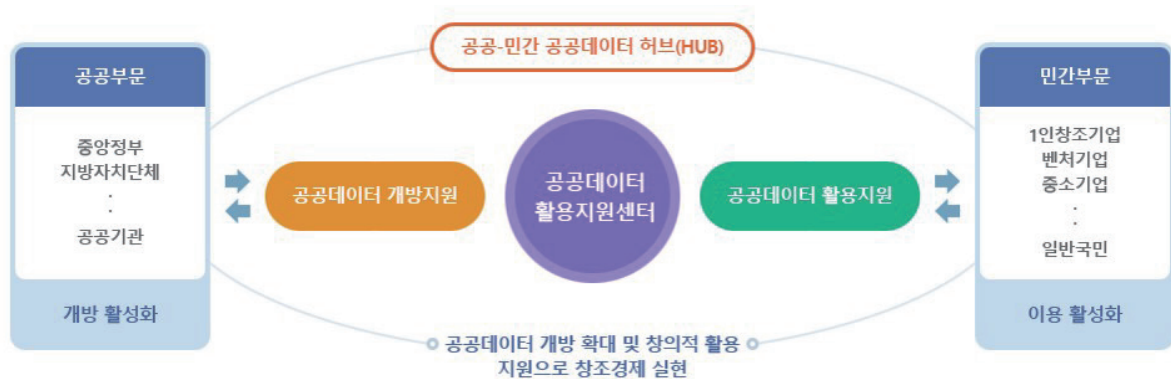 공공-민간 공공데이터 허브(HUB)
공공부문
중앙정부
지방자치단체
:
공공기관
개방 활성화
공공데이터 개방지원
공공데이터
활용지원센터
공공데이터 활용지원
민간부문
1인창조기업
벤처기업
중소기업
:
일반국민
이용 활성화
공공데이터 개방 확대 및 창의적 활용
지원으로 창조경제 실현